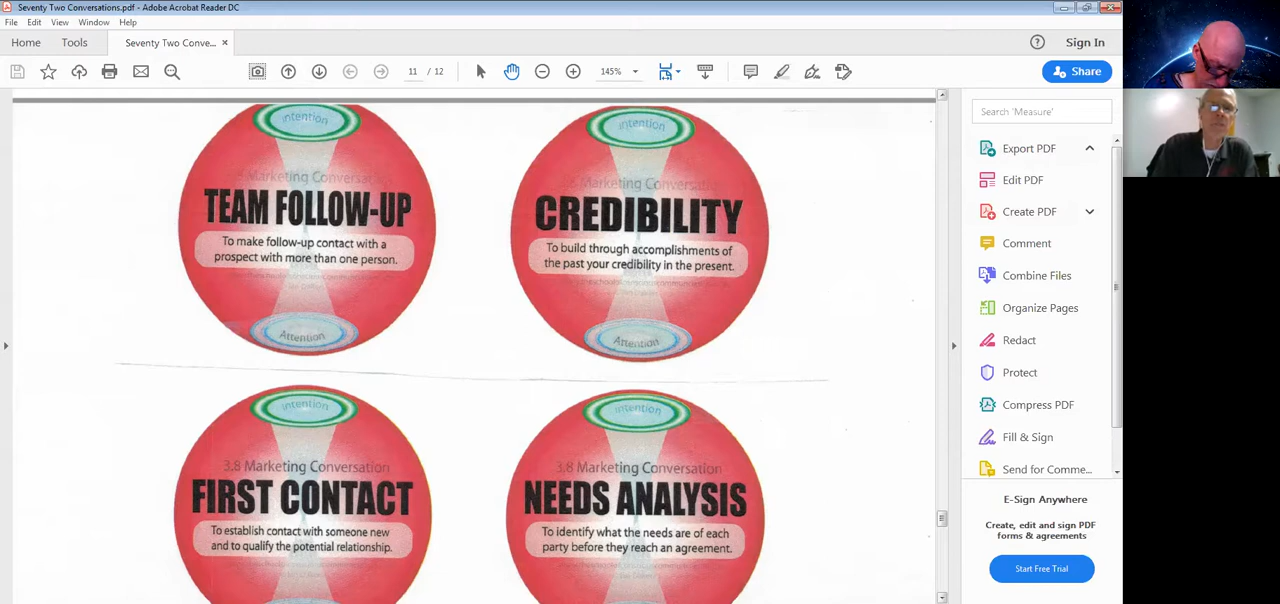 Seventy Two Conversations.pdf - Adobe Acrobat Reader DC
File Edit View Window Help
Home Tools Seventy Two Conve... × Sign In
11 / 12 145% Share
Intention
Intention
Marketing Conversation
Marketing Conversation
TEAM FOLLOW-UP
CREDIBILITY
To make follow-up contact with a
prospect with more than one person.
To build through accomplishments of
the past your credibility in the present.
Attention
Attention
Intention
Intention
3.8 Marketing Conversation
3.8 Marketing Conversation
FIRST CONTACT
NEEDS ANALYSIS
To establish contact with someone new
and to qualify the potential relationship.
To identify what the needs are of each
party before they reach an agreement.
Search 'Measure'
Export PDF
Edit PDF
Create PDF
Comment
Combine Files
Organize Pages
Redact
Protect
Compress PDF
Fill & Sign
Send for Comme...
E-Sign Anywhere
Create, edit and sign PDF
forms & agreements
Start Free Trial